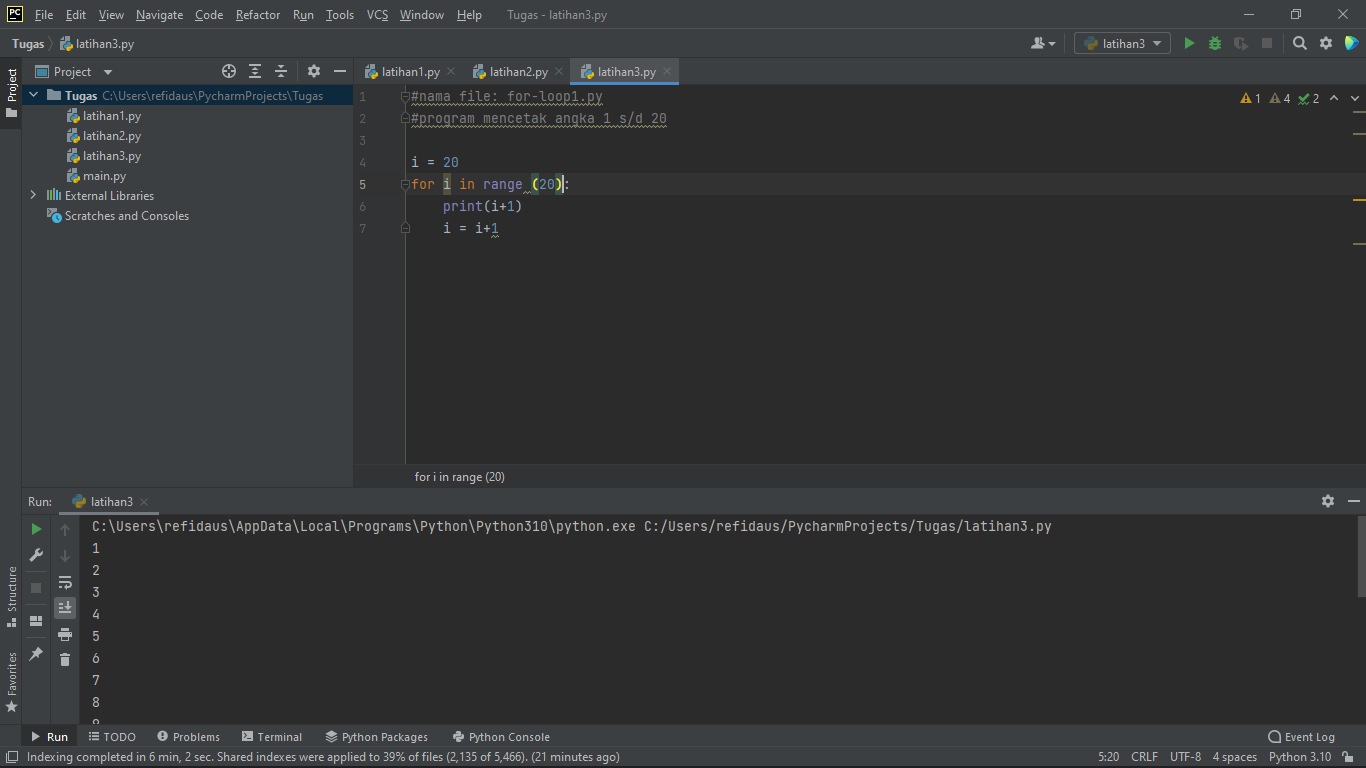 PC File Edit View Navigate Code Refactor Run Tools VCS Window Help Tugas - latihan3.py
Tugas latihan3.py latihan3
Project latihan1.py latihan2.py latihan3.py
Project
Tugas C:\Users\refidaus\PycharmProjects\Tugas
latihan1.py
latihan2.py
latihan3.py
main.py
External Libraries
Scratches and Consoles
1 #nama file: for-loop1.py
1 4 2
2 #program mencetak angka 1 s/d 20
3
4 i = 20
5 for i in range (20):
6 print(i+1)
7 i = i+1
for i in range (20)
Run: latihan3
C:\Users\refidaus\AppData\Local\Programs\Python\Python310\python.exe C:/Users/refidaus/PycharmProjects/Tugas/latihan3.py
1
2
3
4
5
6
7
8
9
Structure
Favorites
Run TODO Problems Terminal Python Packages Python Console Event Log
Indexing completed in 6 min, 2 sec. Shared indexes were applied to 39% of files (2,135 of 5,466). (21 minutes ago) 5:20 CRLF UTF-8 4 spaces Python 3.10